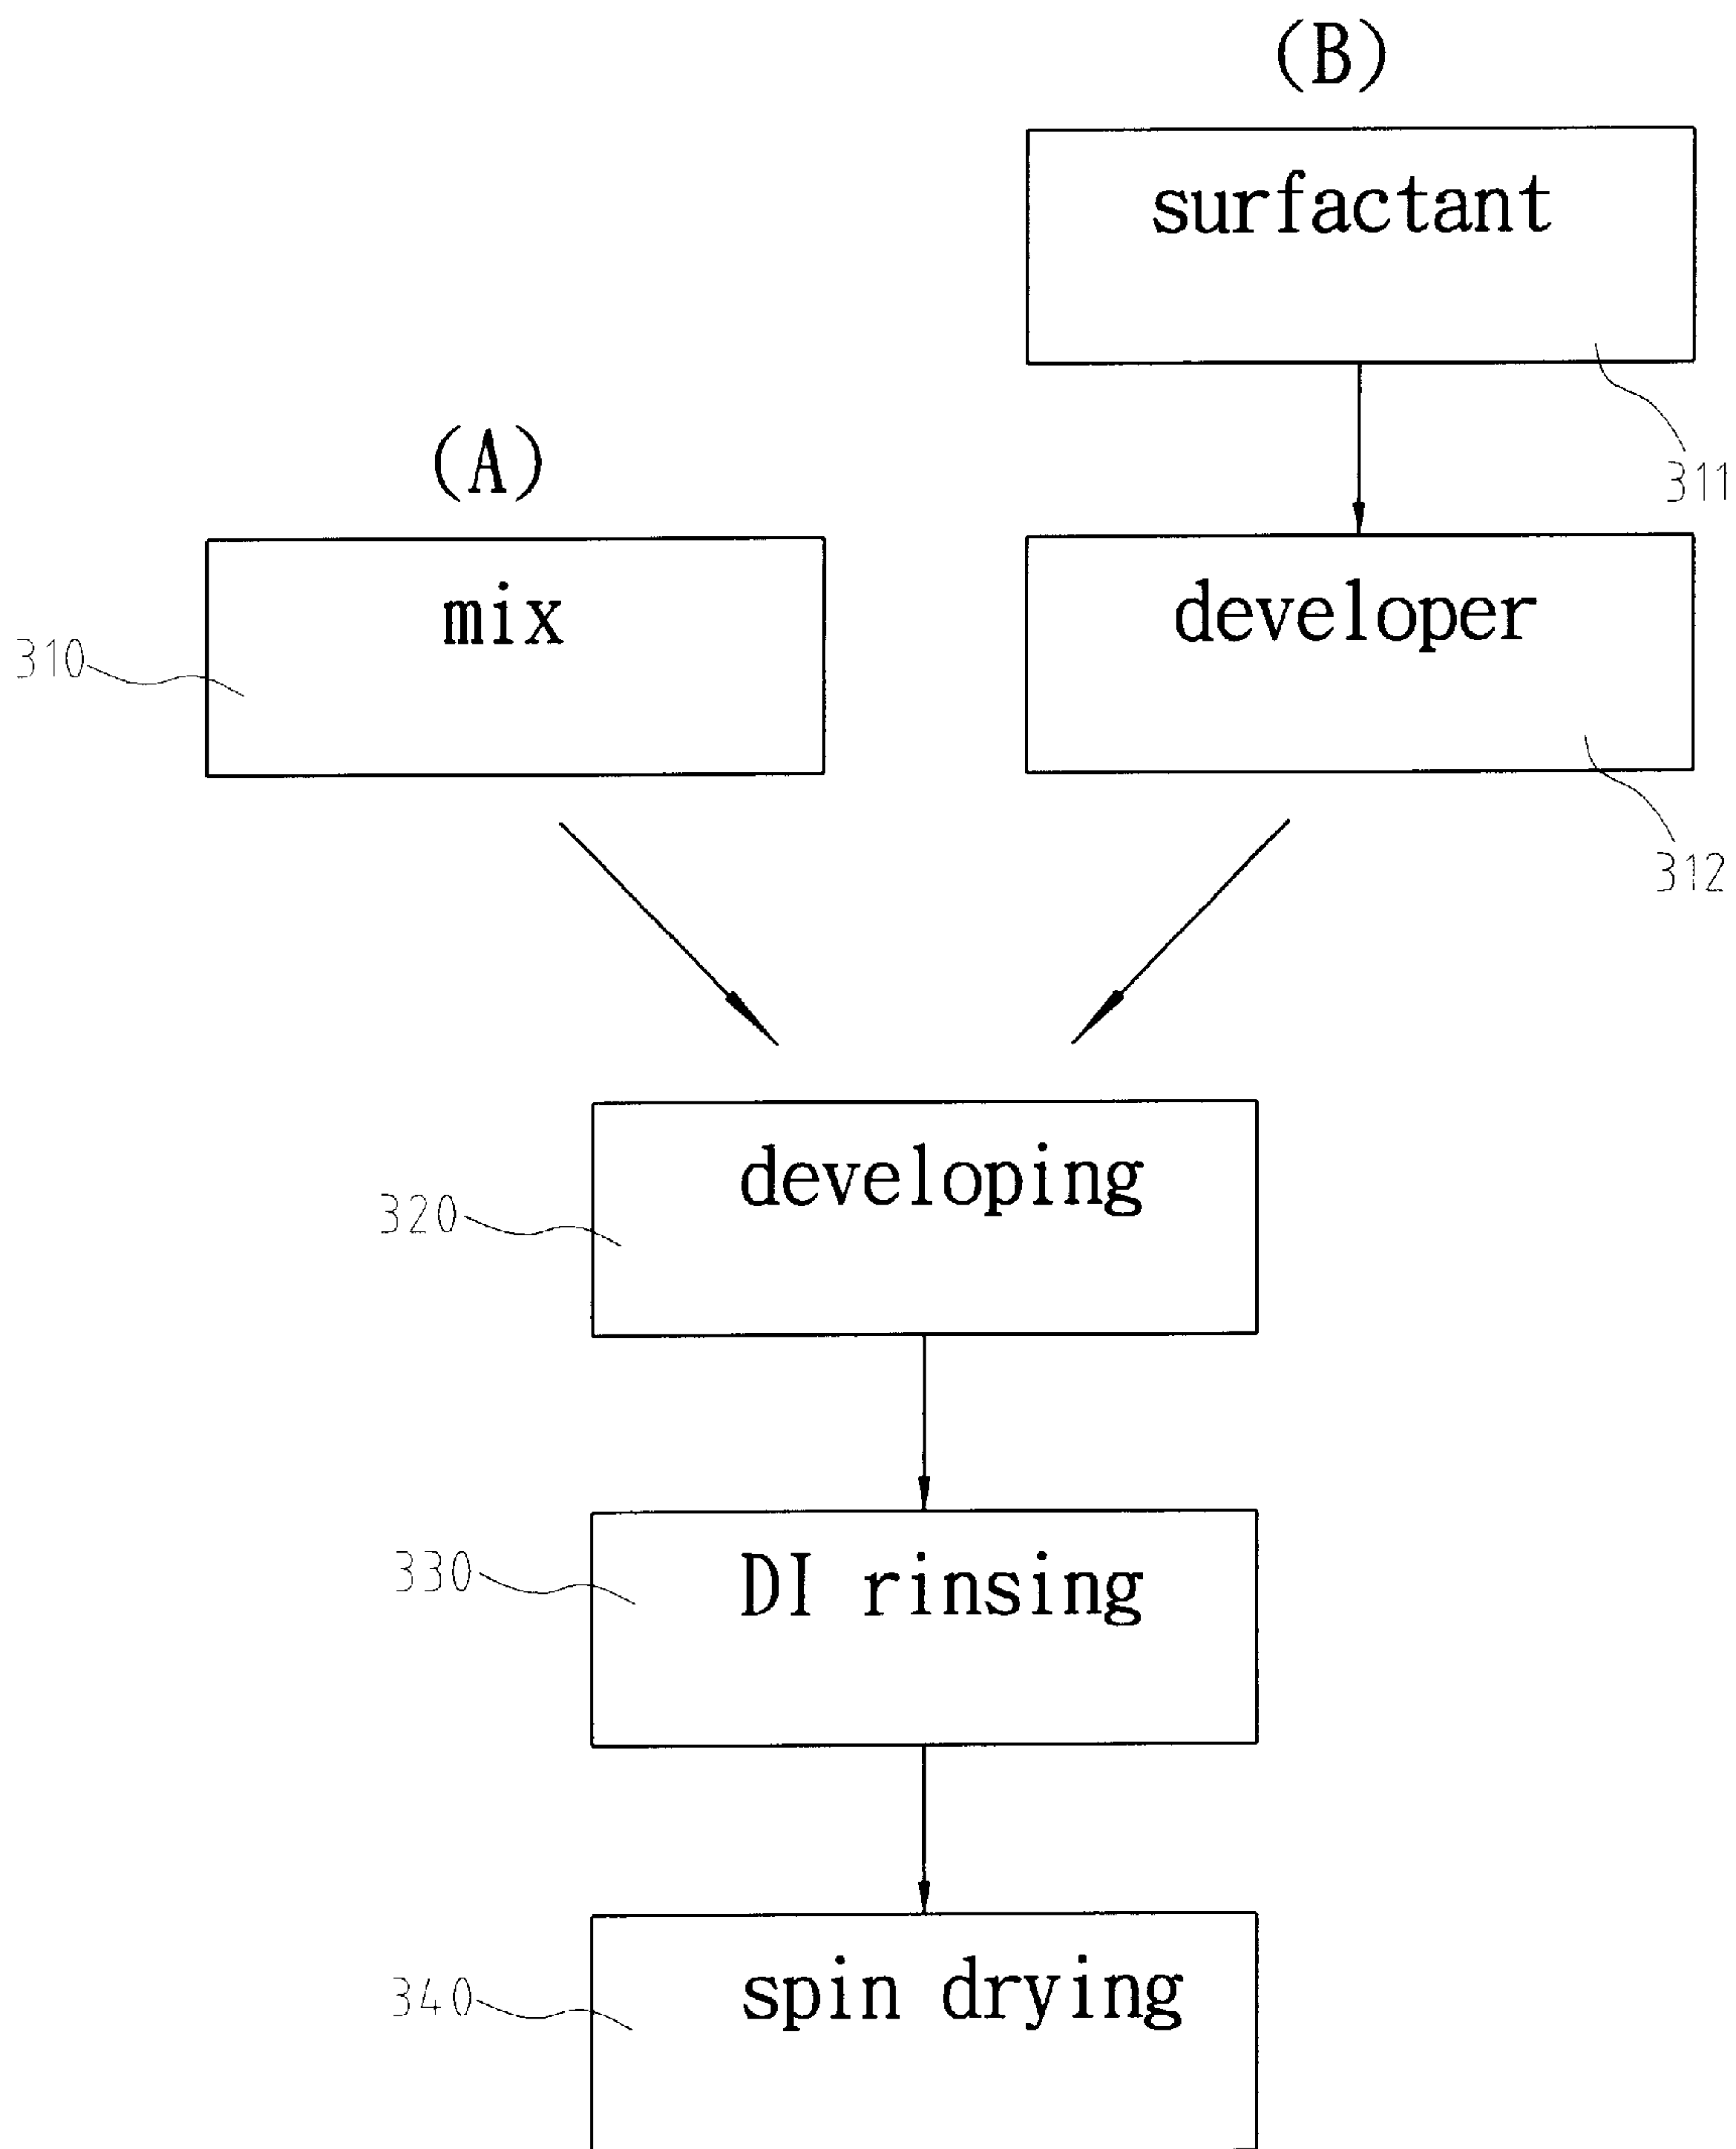 (B)
surfactant
311
(A)
mix
310
developer
312
developing
320
DI rinsing
330
spin drying
340